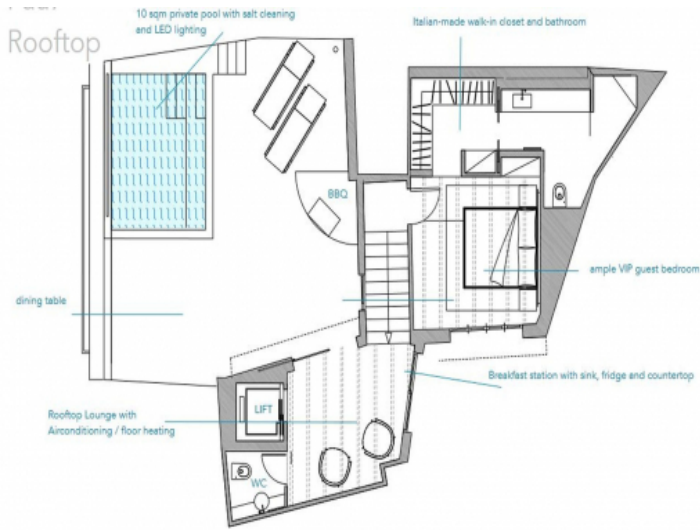 Rooftop
10 sqm private pool with salt cleaning
and LED lighting
Italian-made walk-in closet and bathroom
BBQ
ample VIP guest bedroom
dining table
Breakfast station with sink, fridge and countertop
LIFT
Rooftop Lounge with
Airconditioning / floor heating
WC